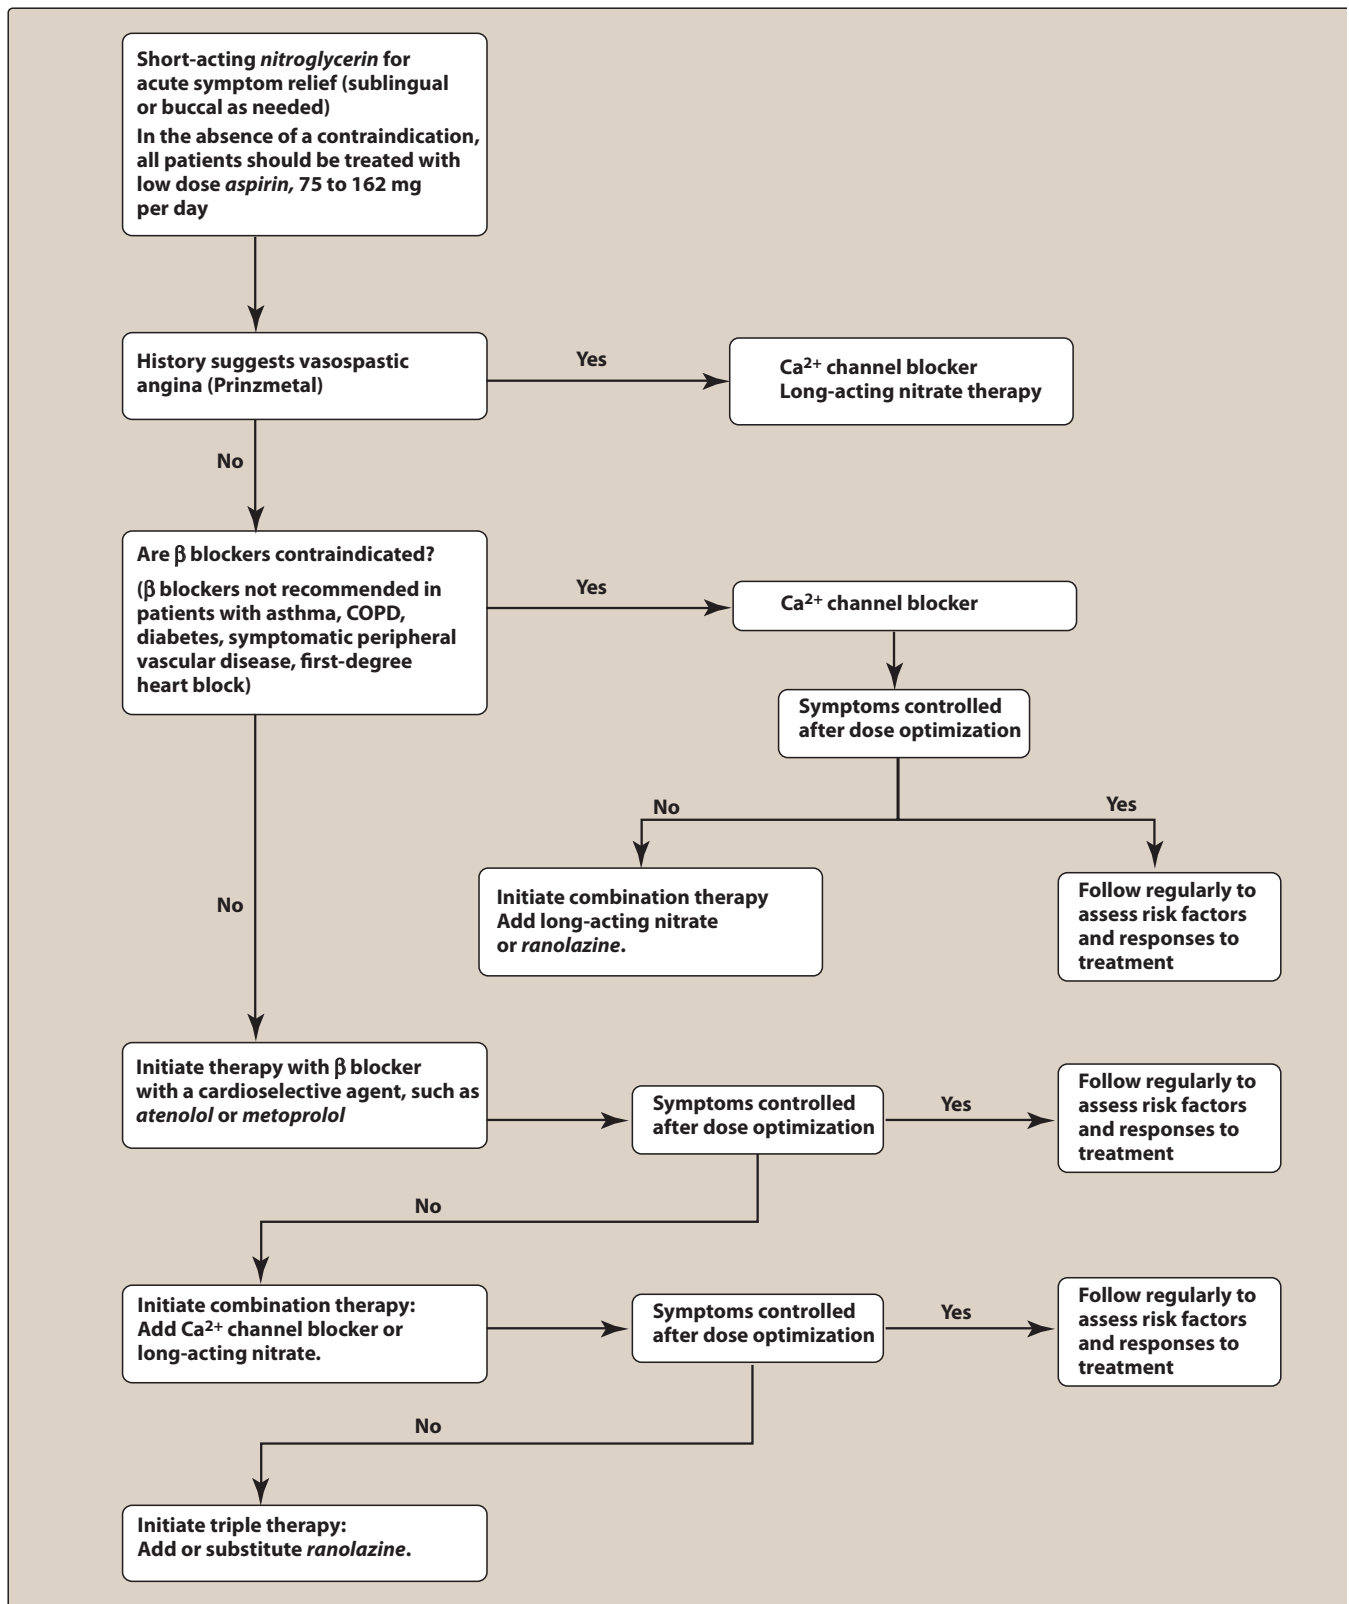 Short-acting nitroglycerin for
acute symptom relief (sublingual
or buccal as needed)
In the absence of a contraindication,
all patients should be treated with
low dose aspirin, 75 to 162 mg
per day
History suggests vasospastic
angina (Prinzmetal)
Yes
Ca2+ channel blocker
Long-acting nitrate therapy
No
Are β blockers contraindicated?
(β blockers not recommended in
patients with asthma, COPD,
diabetes, symptomatic peripheral
vascular disease, first-degree
heart block)
Yes
Ca2+ channel blocker
Symptoms controlled
after dose optimization
No
Yes
Initiate combination therapy
Add long-acting nitrate
or ranolazine.
Follow regularly to
assess risk factors
and responses to
treatment
No
Initiate therapy with β blocker
with a cardioselective agent, such as
atenolol or metoprolol
Symptoms controlled
after dose optimization
Yes
Follow regularly to
assess risk factors
and responses to
treatment
No
Initiate combination therapy:
Add Ca2+ channel blocker or
long-acting nitrate.
Symptoms controlled
after dose optimization
Yes
Follow regularly to
assess risk factors
and responses to
treatment
No
Initiate triple therapy:
Add or substitute ranolazine.